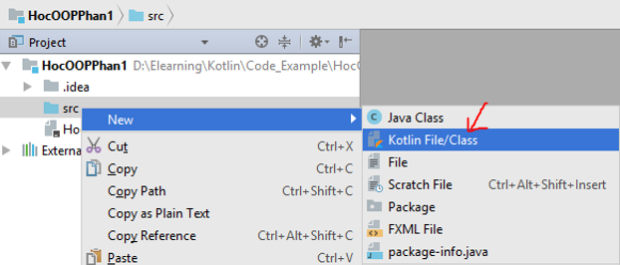 HocOOPPhan1 src
Project
HocOOPPhan1 D:\Elearning\Kotlin\Code_Example\Hoc
.idea
src
New
Java Class
Ho
Kotlin File/Class
Externa
Cut Ctrl+X
File
Copy Ctrl+C
Scratch File Ctrl+Alt+Shift+Insert
Copy Path Ctrl+Shift+C
Package
Copy as Plain Text
FXML File
Copy Reference Ctrl+Alt+Shift+C
package-info.java
Paste Ctrl+V